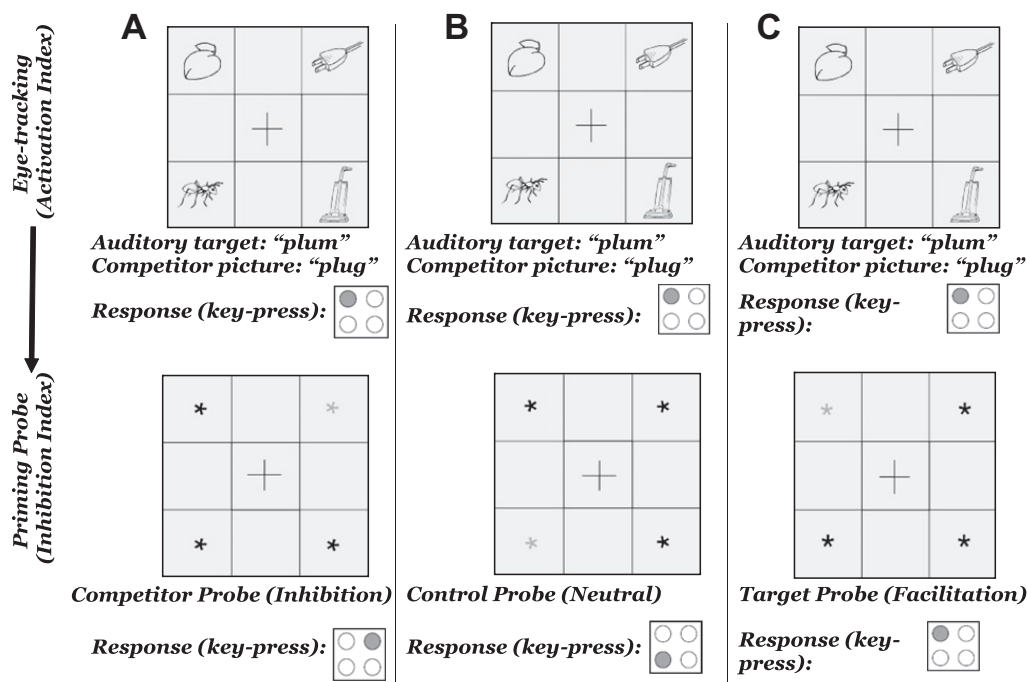 A
B
C
Eye-tracking
(Activation Index)
Auditory target: “plum”
Competitor picture: “plug”
Response (key-press):
Auditory target: “plum”
Competitor picture: “plug”
Response (key-press):
Auditory target: “plum”
Competitor picture: “plug”
Response (key-
press):
Priming Probe
(Inhibition Index)
* * * *
* * * *
* * * *
Competitor Probe (Inhibition)
Response (key-press):
Control Probe (Neutral)
Response (key-press):
Target Probe (Facilitation)
Response (key-
press):